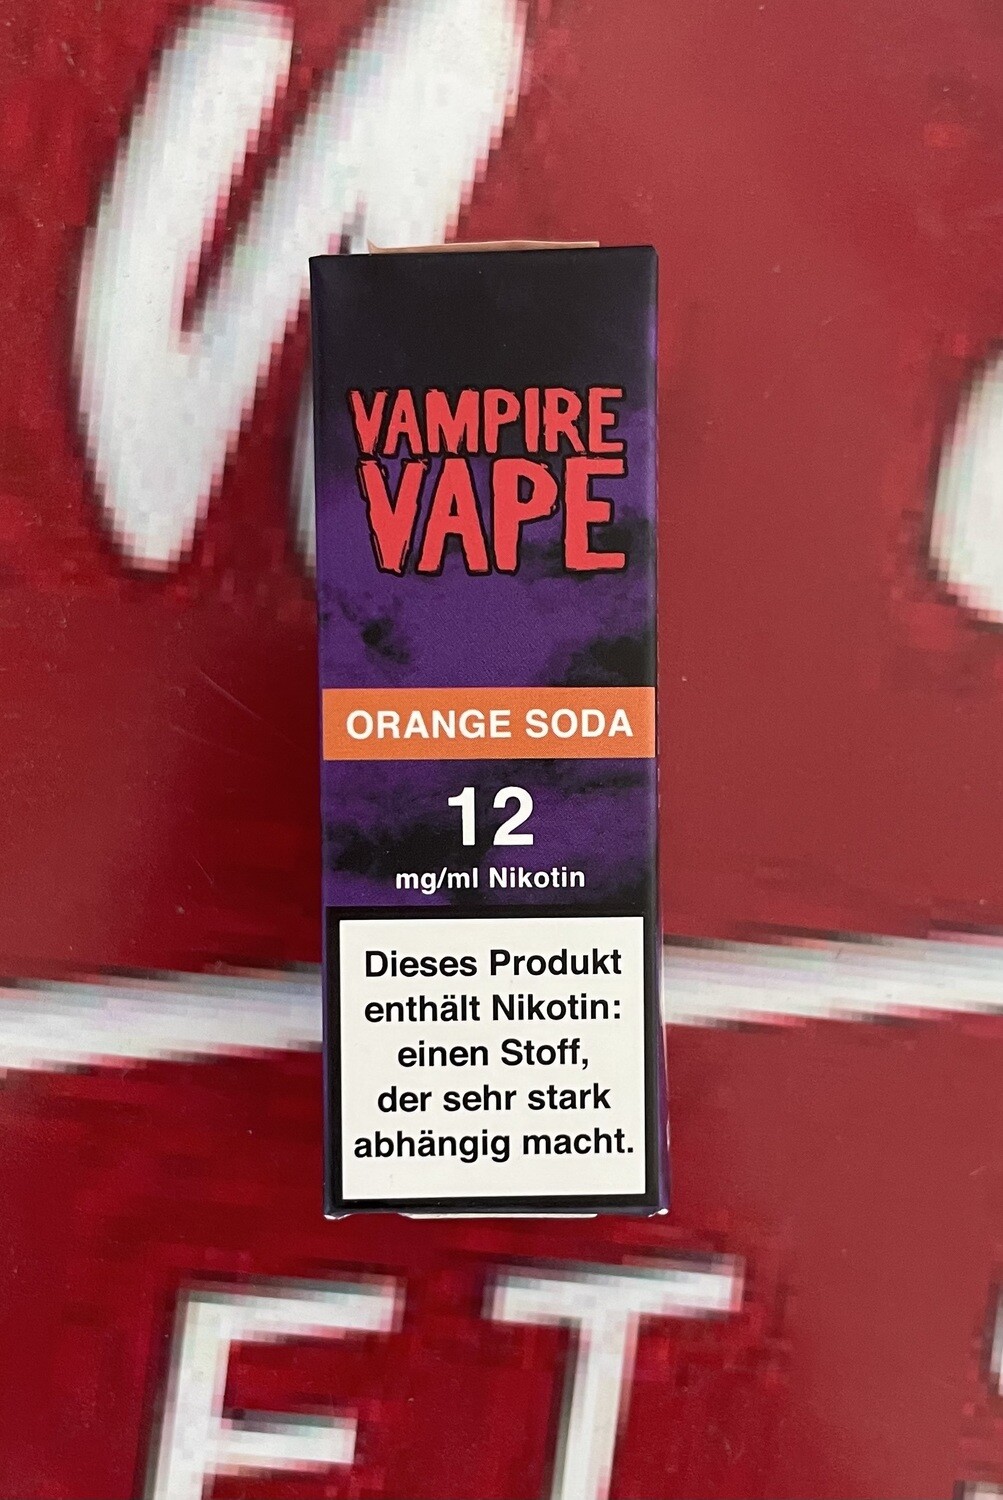 VAMPIRE
VAPE
ORANGE SODA
12
mg/ml Nikotin
Dieses Produkt
enthält Nikotin:
einen Stoff,
der sehr stark
abhängig macht.
E T